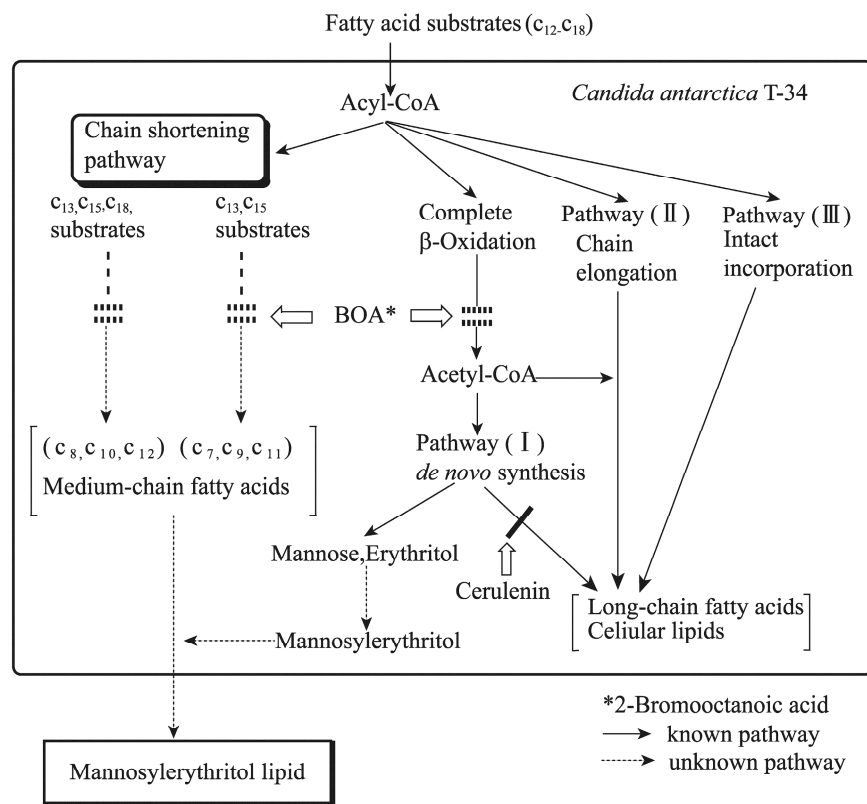 Fatty acid substrates (c₁₂-c₁₈)
Acyl-CoA
Candida antarctica T-34
Chain shortening
pathway
c₁₃,c₁₅,c₁₈,
substrates
c₁₃,c₁₅
substrates
Complete
β-Oxidation
Pathway (Ⅱ)
Chain
elongation
Pathway (Ⅲ)
Intact
incorporation
BOA*
Acetyl-CoA
(c₈,c₁₀,c₁₂)
(c₇,c₉,c₁₁)
Medium-chain fatty acids
Pathway (Ⅰ)
de novo synthesis
Mannose,Erythritol
Cerulenin
Long-chain fatty acids
Celiular lipids
Mannosylerythritol
*2-Bromooctanoic acid
known pathway
unknown pathway
Mannosylerythritol lipid